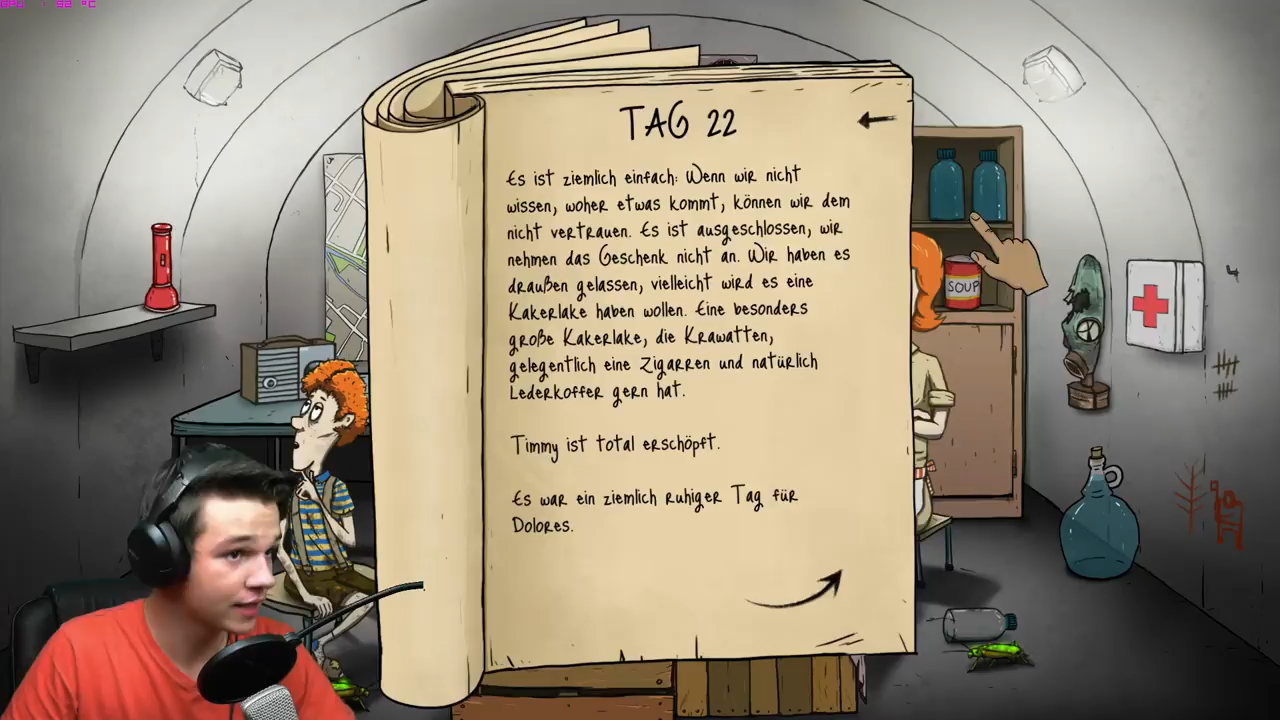 TAG 22
Es ist ziemlich einfach: Wenn wir nicht
wissen, woher etwas kommt, können wir dem
nicht vertrauen. Es ist ausgeschlossen, wir
nehmen das Geschenk nicht an. Wir haben es
draußen gelassen, vielleicht wird es eine
Kakerlake haben wollen. Eine besonders
große Kakerlake, die Krawatten,
gelegentlich eine Zigarren und natürlich
Lederkoffer gern hat.
Timmy ist total erschöpft.
Es war ein ziemlich ruhiger Tag für
Dolores.
SOUP